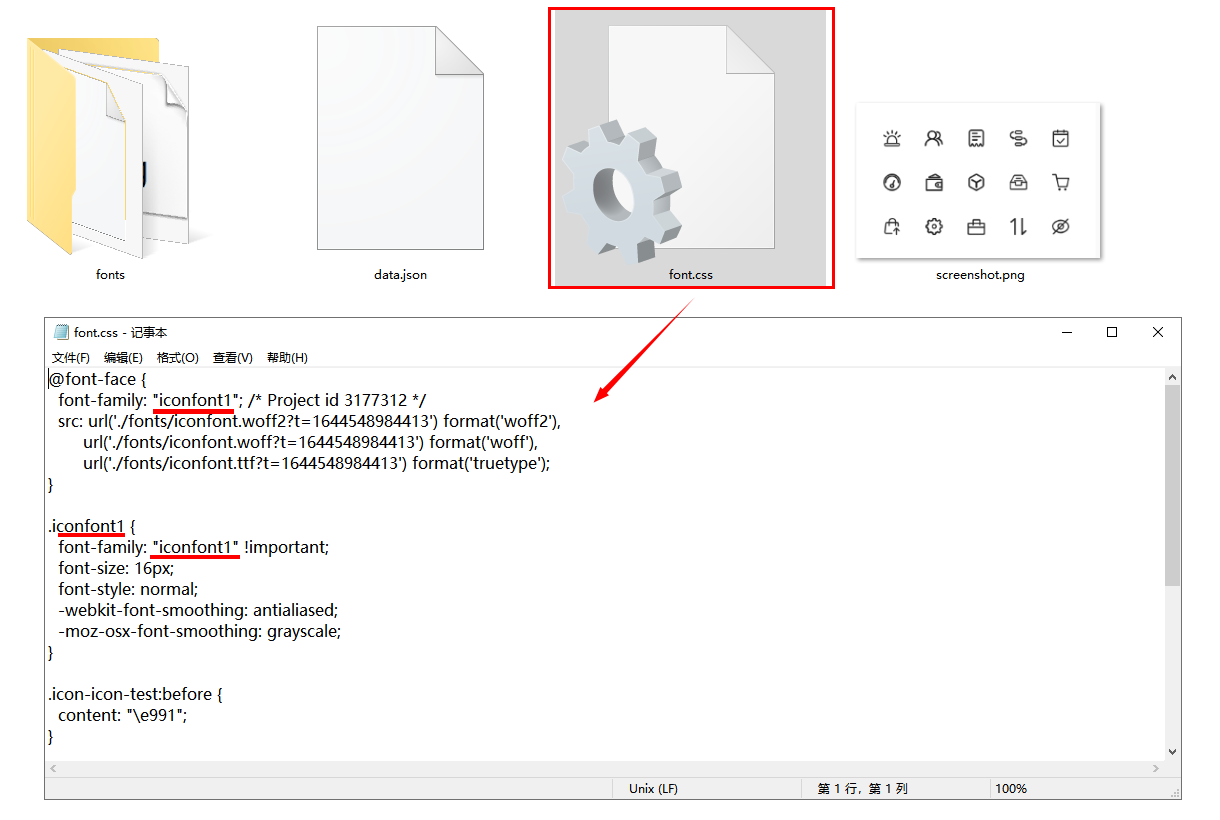 fonts
data.json
font.css
screenshot.png
font.css - 记事本
文件(F) 编辑(E) 格式(O) 查看(V) 帮助(H)
@font-face {
  font-family: "iconfont1"; /* Project id 3177312 */
  src: url('./fonts/iconfont.woff2?t=1644548984413') format('woff2'),
       url('./fonts/iconfont.woff?t=1644548984413') format('woff'),
       url('./fonts/iconfont.ttf?t=1644548984413') format('truetype');
}
.iconfont1 {
  font-family: "iconfont1" !important;
  font-size: 16px;
  font-style: normal;
  -webkit-font-smoothing: antialiased;
  -moz-osx-font-smoothing: grayscale;
}
.icon-icon-test:before {
  content: "\e991";
}
Unix (LF) 第 1 行，第 1 列 100%